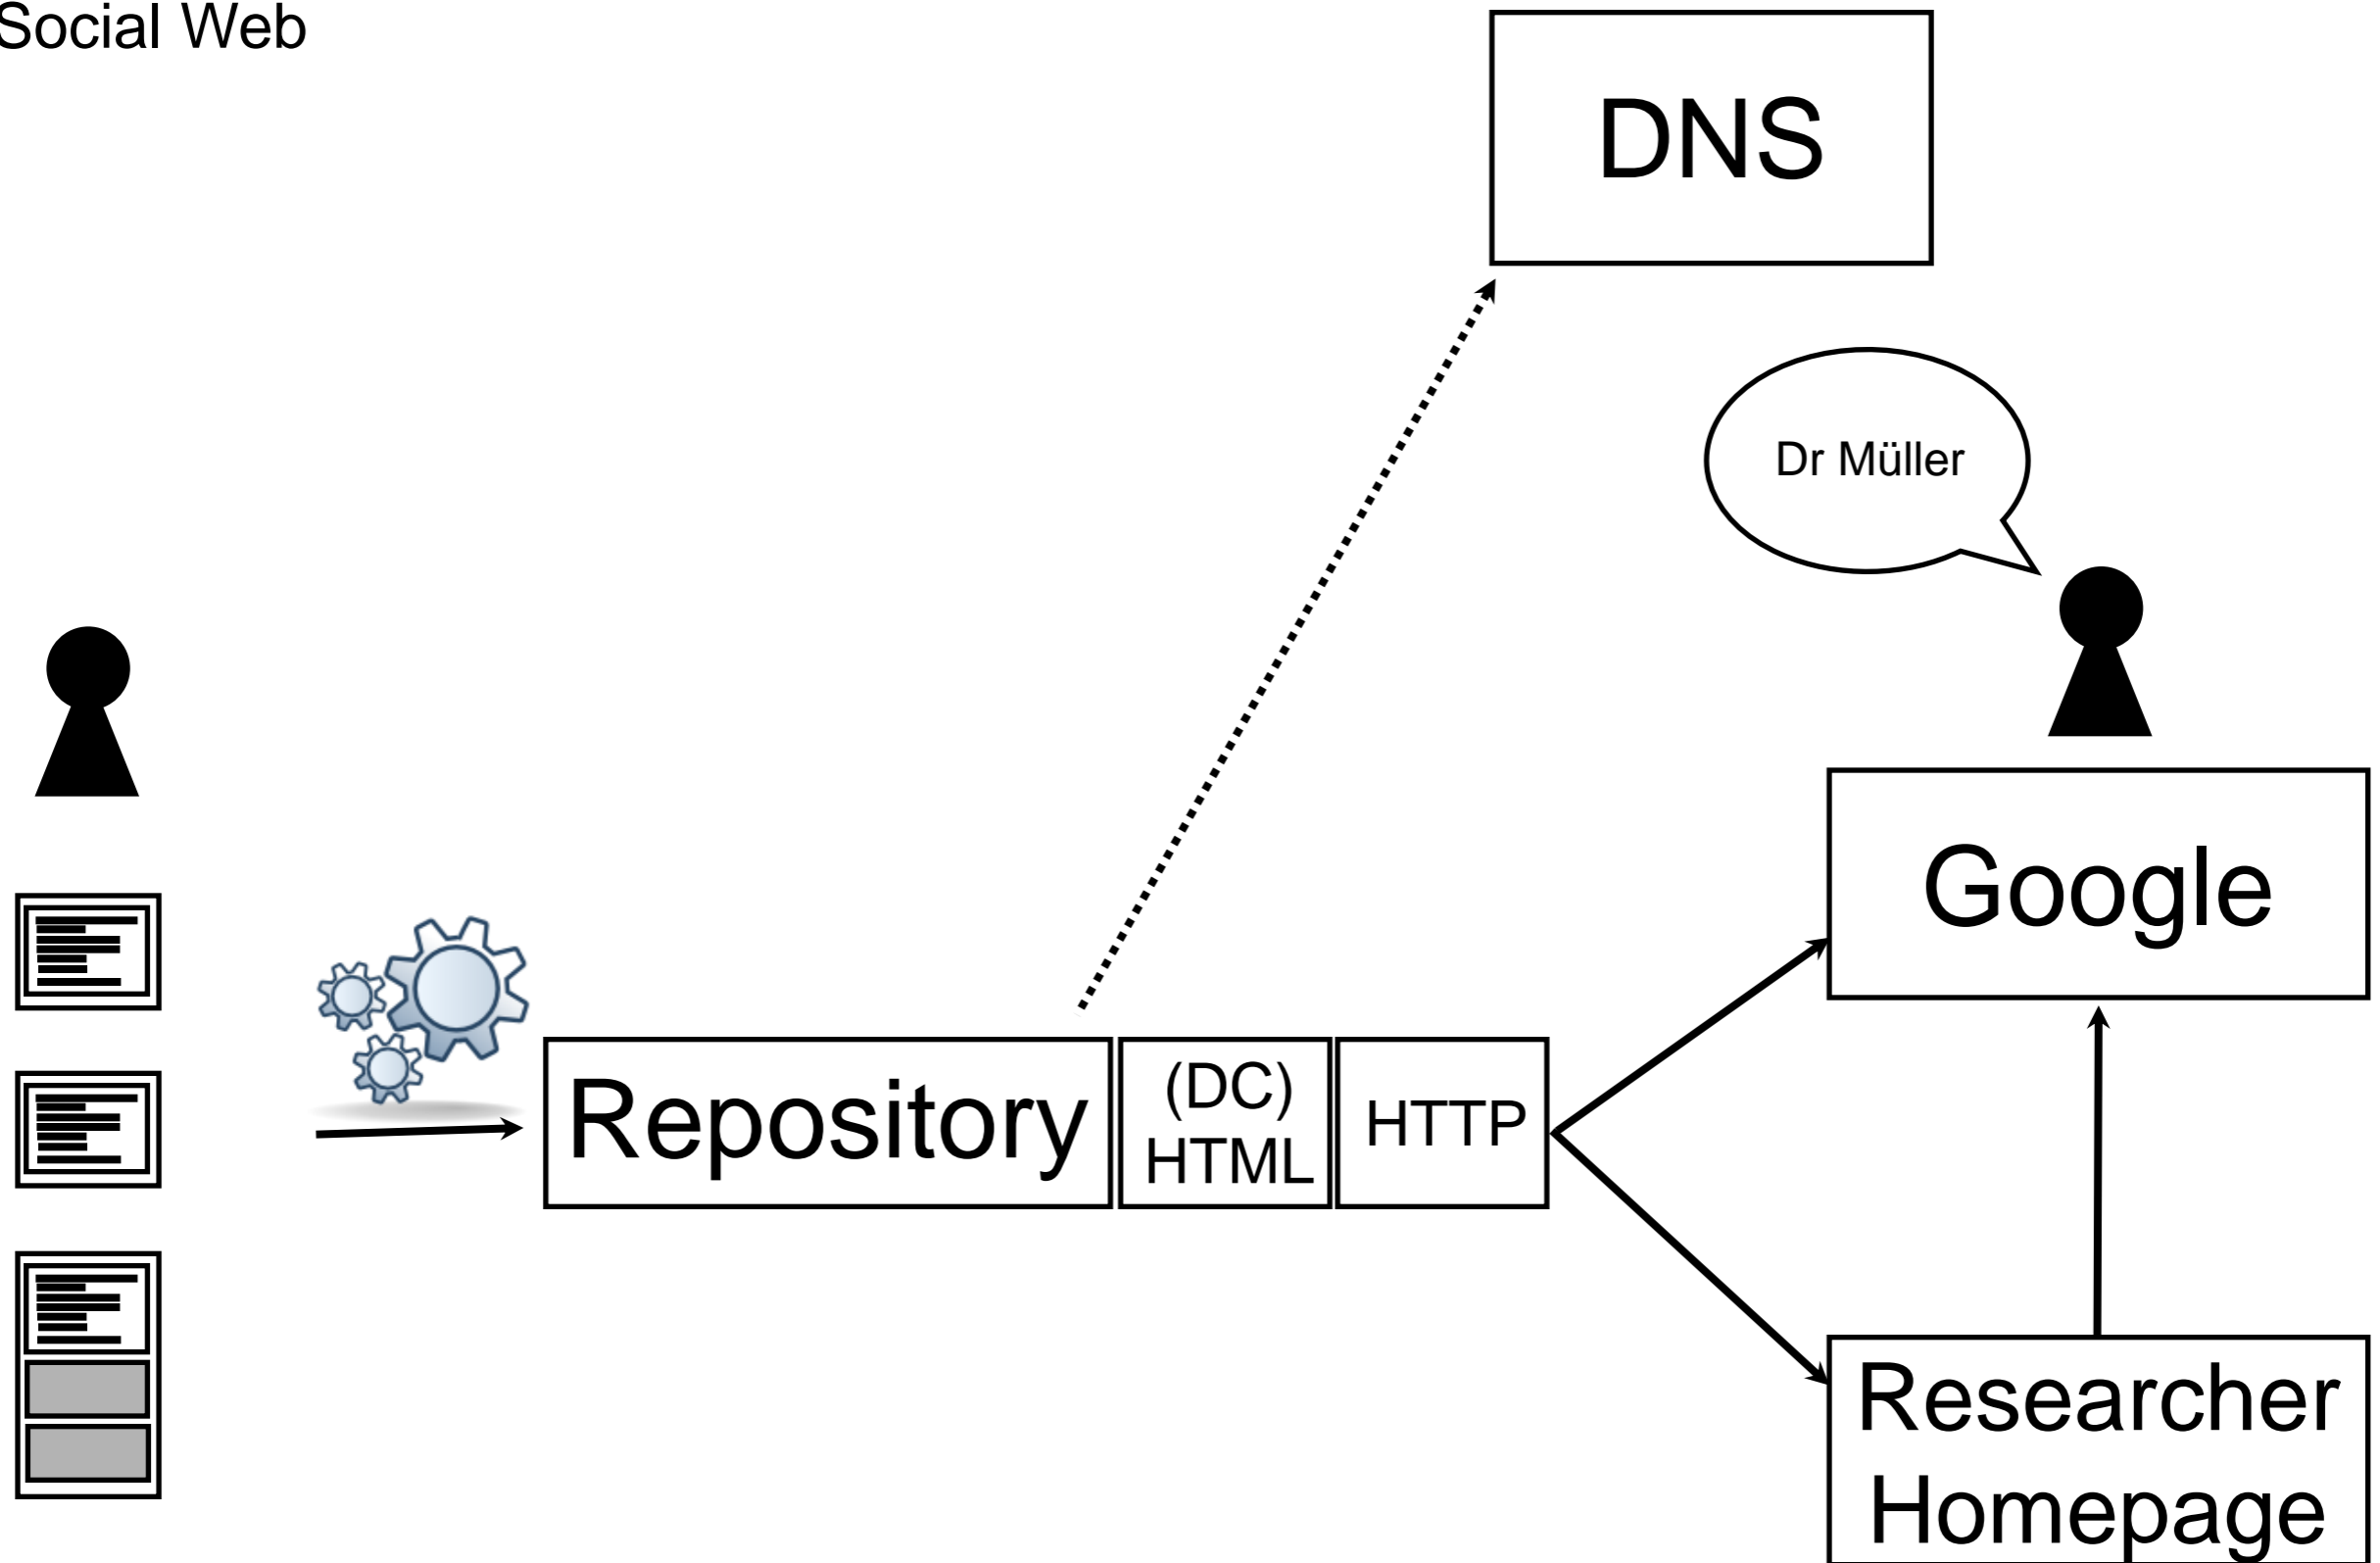 Social Web
DNS
Dr Müller
Google
Repository
(DC)
HTML
HTTP
Researcher
Homepage